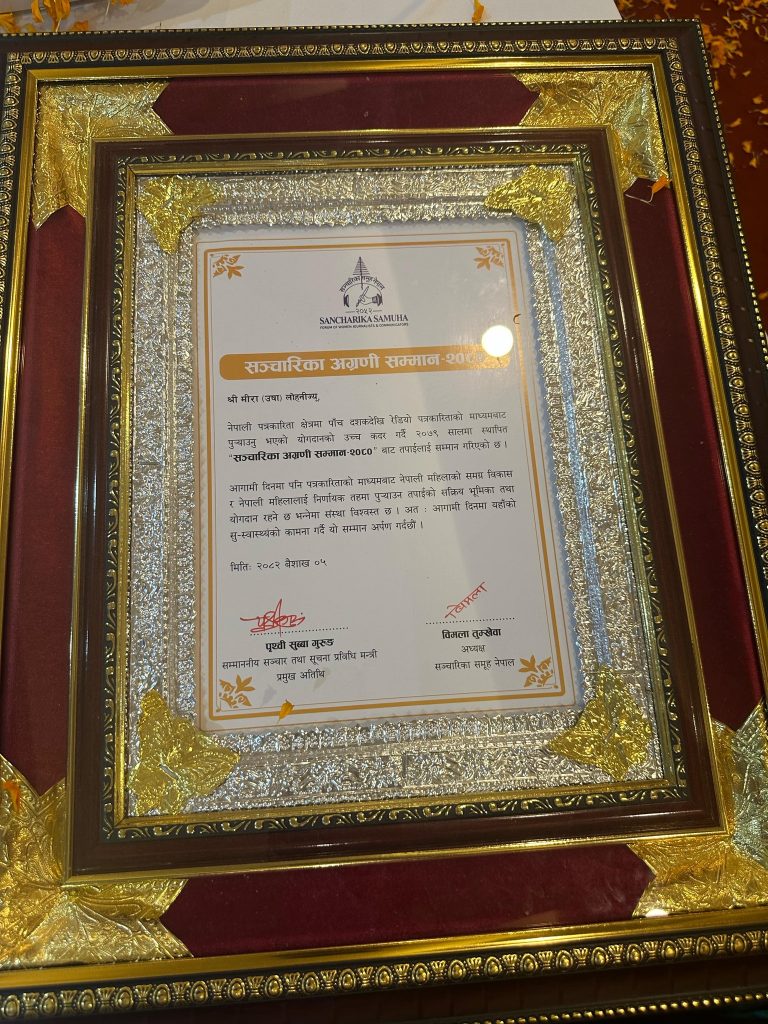 सञ्चारिका समूह नेपाल
२०५२
SANCHARIKA SAMUHA
FORUM OF WOMEN JOURNALISTS & COMMUNICATORS
सञ्चारिका अग्रणी सम्मान-२०८०
श्री मीरा (उषा) लोहनीज्यू,
नेपाली पत्रकारिता क्षेत्रमा पाँच दशकदेखि रेडियो पत्रकारिताको माध्यमबाट
पुर्‍याउनु भएको योगदानको उच्च कदर गर्दै २०७९ सालमा स्थापित
"सञ्चारिका अग्रणी सम्मान-२०८०" बाट तपाईंलाई सम्मान गरिएको छ ।
आगामी दिनमा पनि पत्रकारिताको माध्यमबाट नेपाली महिलाको समग्र विकास
र नेपाली महिलालाई निर्णायक तहमा पुर्‍याउन तपाईंको सक्रिय भूमिका तथा
योगदान रहने छ भन्नेमा संस्था विश्वस्त छ । अत : आगामी दिनमा यहाँको
सु-स्वास्थ्यको कामना गर्दै यो सम्मान अर्पण गर्दछौं ।
मितिः २०८२ बैशाख ०५
विमला
पृथ्वी सुब्बा गुरुङ
सम्माननीय सञ्चार तथा सूचना प्रविधि मन्त्री
प्रमुख अतिथि
विमला तुम्खेवा
अध्यक्ष
सञ्चारिका समूह नेपाल